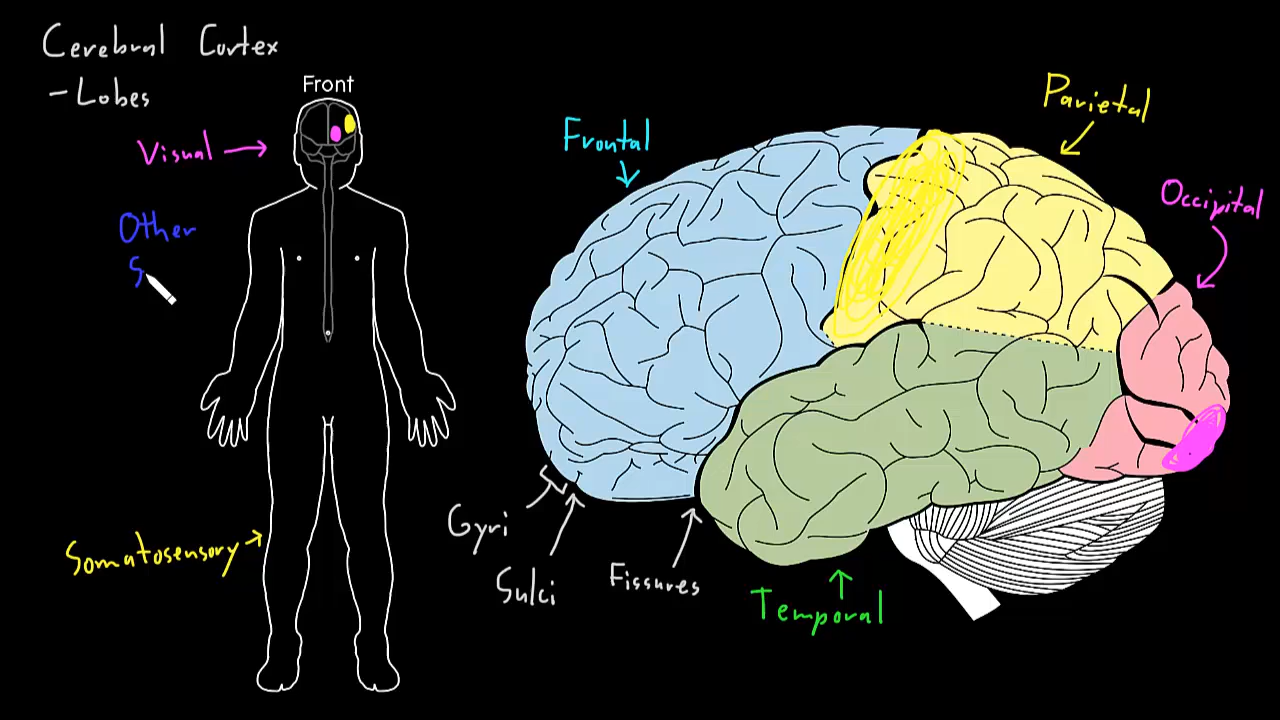 Cerebral Cortex
- Lobes
Front
Visual
Other
S
Somatosensory
Frontal
Parietal
Occipital
Gyri
Sulci
Fissures
Temporal